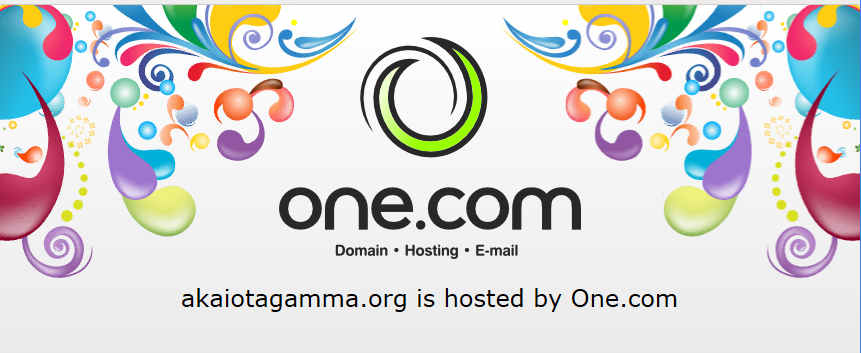 one.com
Domain • Hosting • E-mail
akaiotagamma.org is hosted by One.com